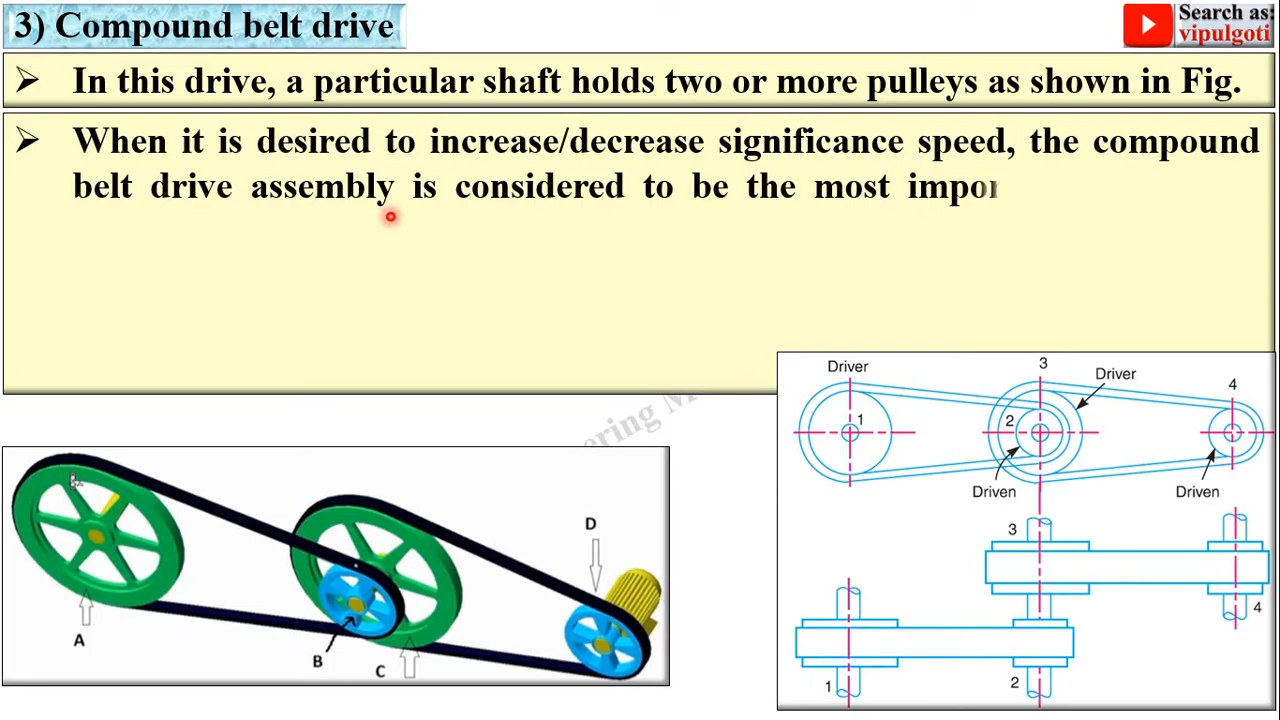 3) Compound belt drive
Search as:
vipulgoti
➢ In this drive, a particular shaft holds two or more pulleys as shown in Fig.
➢ When it is desired to increase/decrease significance speed, the compound
belt drive assembly is considered to be the most impor
A
B
C
D
Driver
1
2
3
Driver
4
Driven
Driven
3
4
1
2